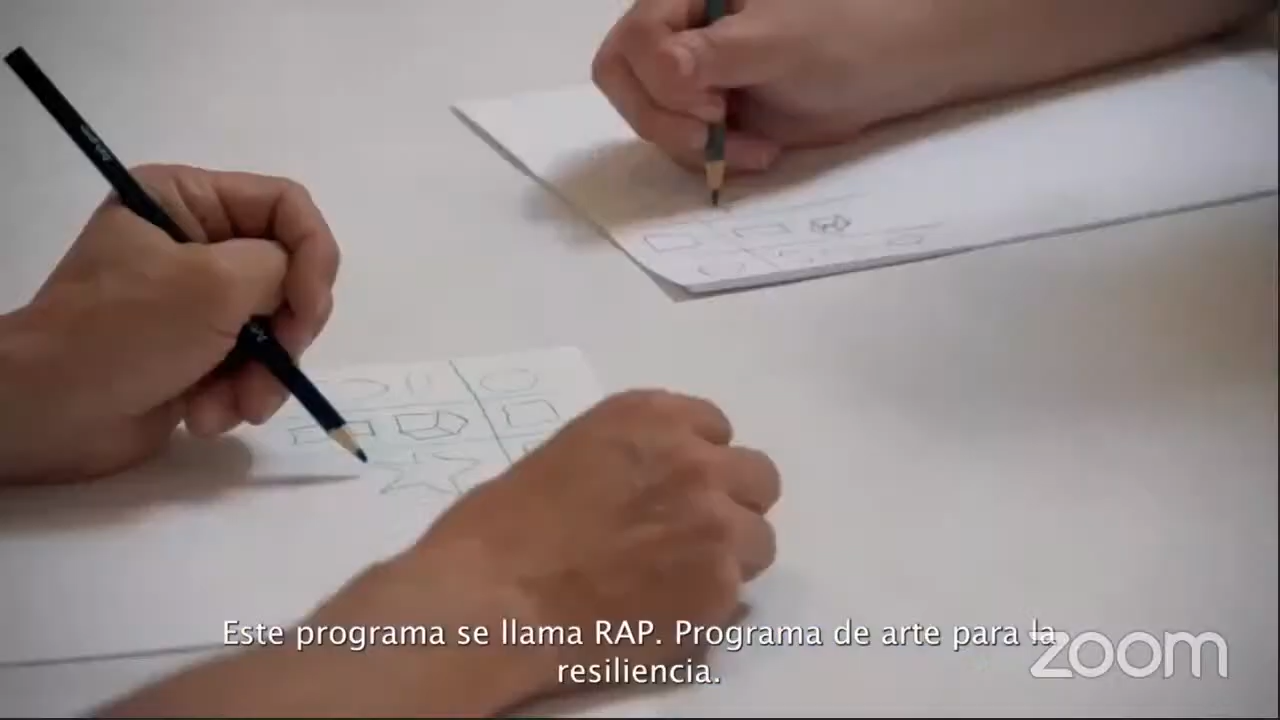 Este programa se llama RAP. Programa de arte para la
resiliencia.
zoom